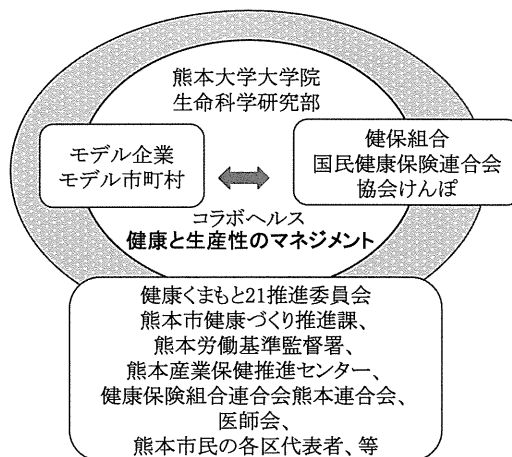 熊本大学大学院
生命科学研究部
モデル企業
モデル市町村
健保組合
国民健康保険連合会
協会けんぽ
コラボヘルス
健康と生産性のマネジメント
健康くまもと21推進委員会
熊本市健康づくり推進課、
熊本労働基準監督署、
熊本産業保健推進センター、
健康保険組合連合会熊本連合会、
医師会、
熊本市民の各区代表者、等